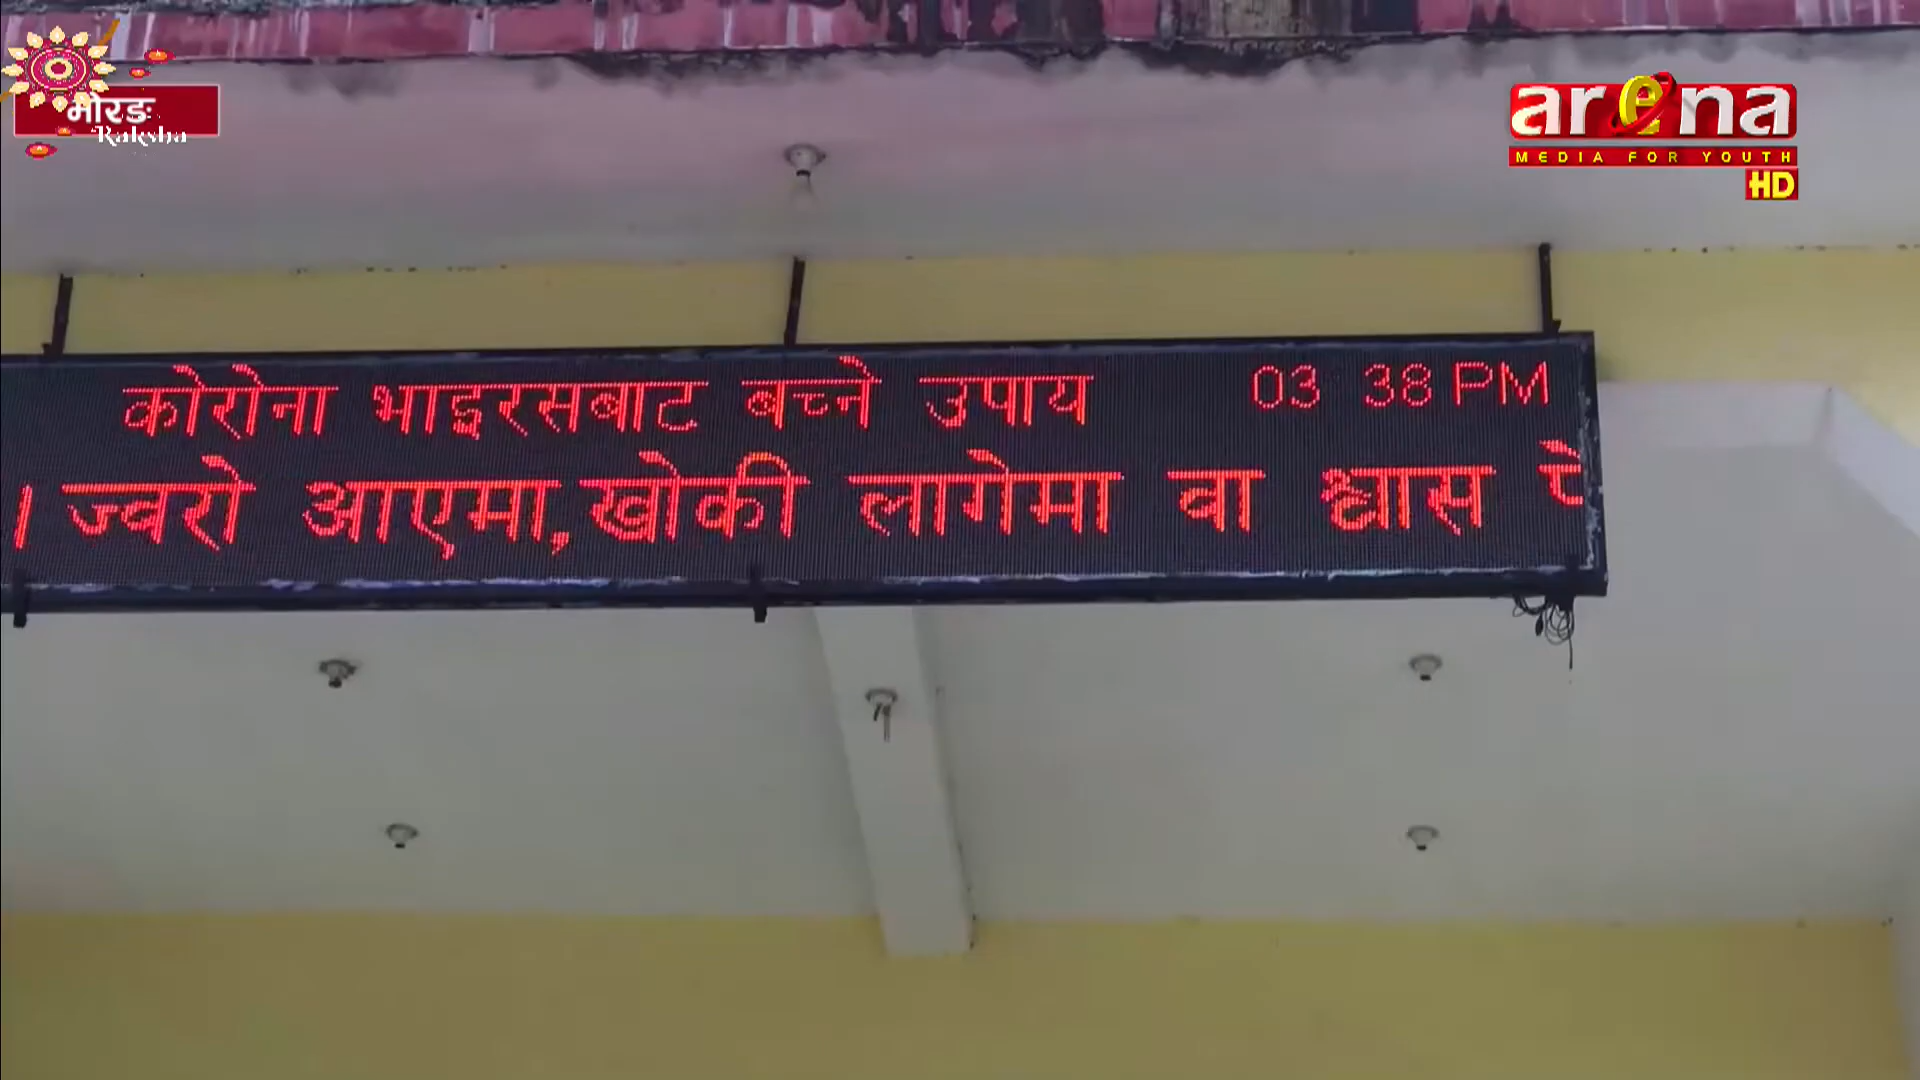 मोरङ
Raksha
arena
MEDIA FOR YOUTH
HD
कोरोना भाइरसबाट बच्ने उपाय 03 38 PM
। ज्वरो आएमा, खोकी लागेमा वा श्वास